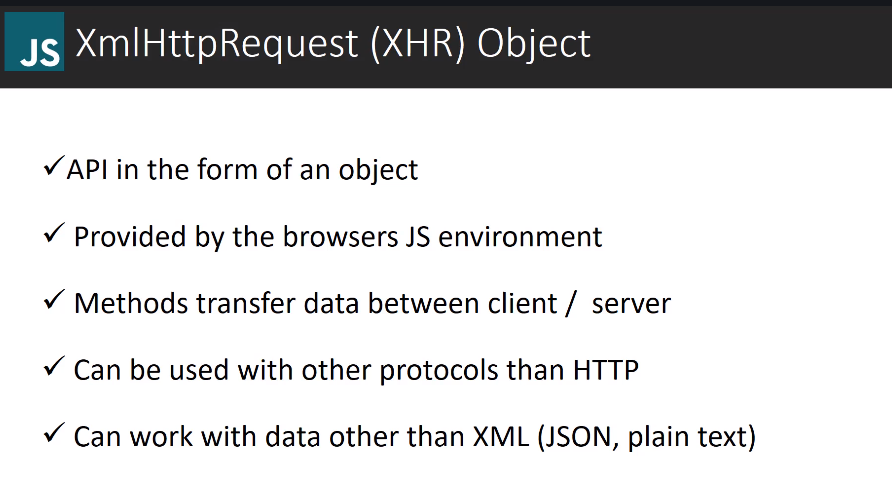 JS XmlHttpRequest (XHR) Object
✓API in the form of an object
✓ Provided by the browsers JS environment
✓ Methods transfer data between client / server
✓ Can be used with other protocols than HTTP
✓ Can work with data other than XML (JSON, plain text)